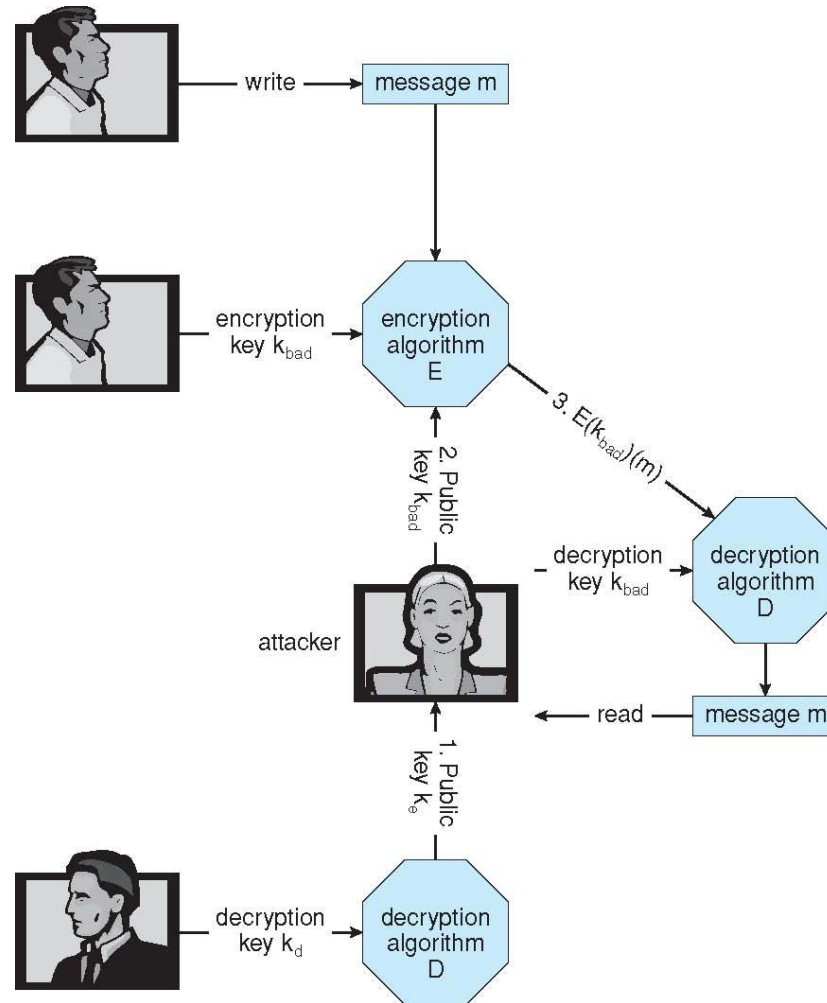 write
message m
encryption
key k_bad
encryption
algorithm
E
3. E(k_bad)(m)
2. Public
key k_bad
decryption
key k_bad
decryption
algorithm
D
attacker
read
message m
1. Public
key k_e
decryption
key k_d
decryption
algorithm
D